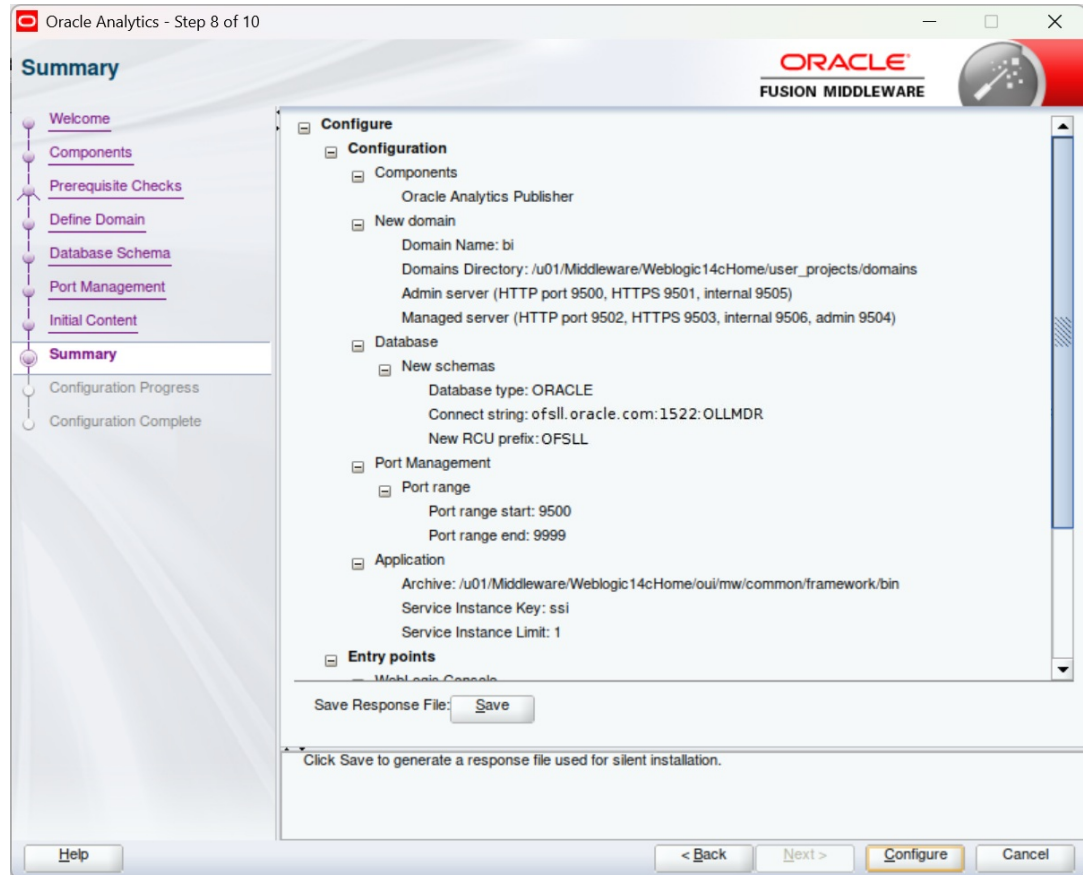 Oracle Analytics - Step 8 of 10
Summary
ORACLE
FUSION MIDDLEWARE
Welcome
Components
Prerequisite Checks
Define Domain
Database Schema
Port Management
Initial Content
Summary
Configuration Progress
Configuration Complete
Configure
Configuration
Components
Oracle Analytics Publisher
New domain
Domain Name: bi
Domains Directory: /u01/Middleware/Weblogic14cHome/user_projects/domains
Admin server (HTTP port 9500, HTTPS 9501, internal 9505)
Managed server (HTTP port 9502, HTTPS 9503, internal 9506, admin 9504)
Database
New schemas
Database type: ORACLE
Connect string: ofsll.oracle.com:1522:OLLMDR
New RCU prefix: OFSLL
Port Management
Port range
Port range start: 9500
Port range end: 9999
Application
Archive: /u01/Middleware/Weblogic14cHome/oui/mw/common/framework/bin
Service Instance Key: ssi
Service Instance Limit: 1
Entry points
WebLogic Console
Save Response File: Save
Click Save to generate a response file used for silent installation.
Help
< Back
Next >
Configure
Cancel